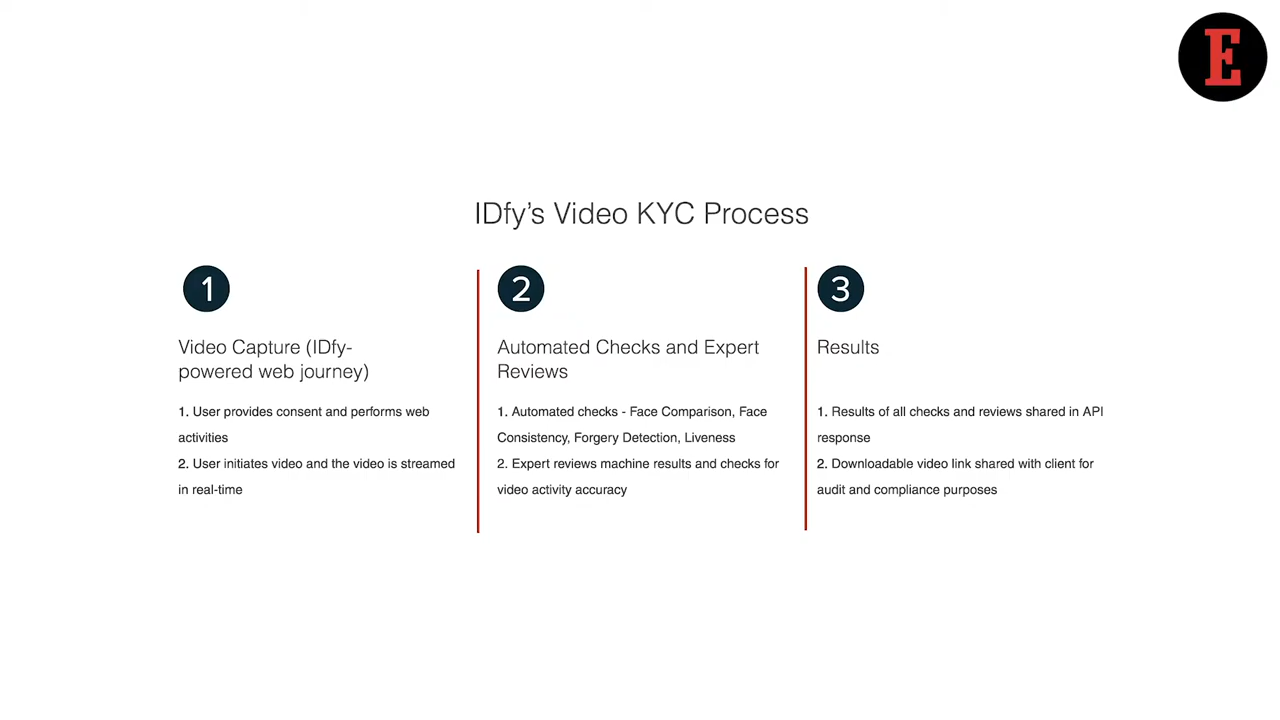 E
IDfy's Video KYC Process
1
Video Capture (IDfy-
powered web journey)
1. User provides consent and performs web
activities
2. User initiates video and the video is streamed
in real-time
2
Automated Checks and Expert
Reviews
1. Automated checks - Face Comparison, Face
Consistency, Forgery Detection, Liveness
2. Expert reviews machine results and checks for
video activity accuracy
3
Results
1. Results of all checks and reviews shared in API
response
2. Downloadable video link shared with client for
audit and compliance purposes